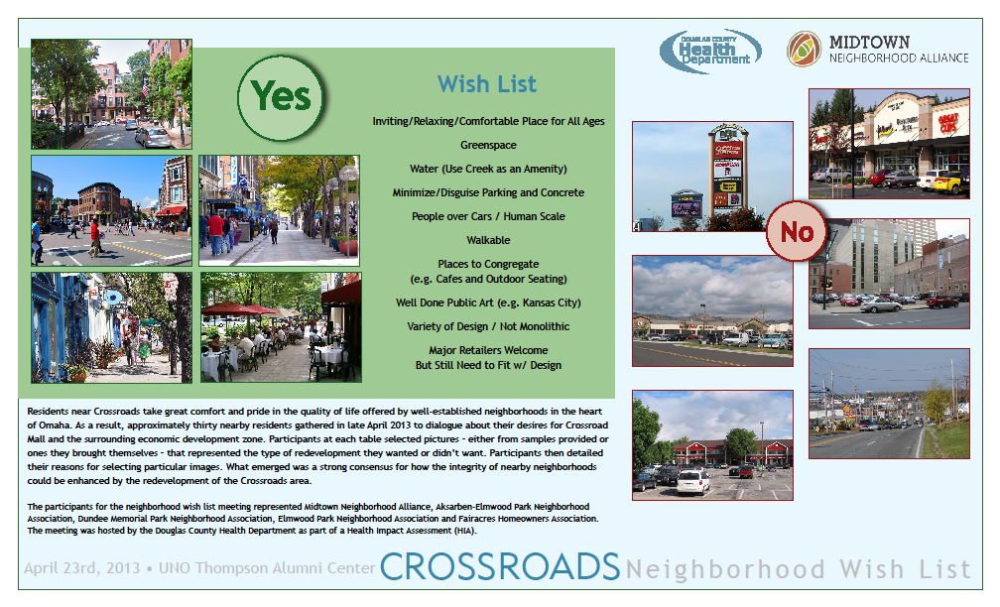 Yes
Wish List
Inviting/Relaxing/Comfortable Place for All Ages
Greenspace
Water (Use Creek as an Amenity)
Minimize/Disguise Parking and Concrete
People over Cars / Human Scale
Walkable
Places to Congregate
(e.g. Cafes and Outdoor Seating)
Well Done Public Art (e.g. Kansas City)
Variety of Design / Not Monolithic
Major Retailers Welcome
But Still Need to Fit w/ Design
DOUGLAS COUNTY
Health
Department
MIDTOWN
NEIGHBORHOOD ALLIANCE
GREAT
CLIPS
No
Residents near Crossroads take great comfort and pride in the quality of life offered by well-established neighborhoods in the heart
of Omaha. As a result, approximately thirty nearby residents gathered in late April 2013 to dialogue about their desires for Crossroad
Mall and the surrounding economic development zone. Participants at each table selected pictures – either from samples provided or
ones they brought themselves – that represented the type of redevelopment they wanted or didn't want. Participants then detailed
their reasons for selecting particular images. What emerged was a strong consensus for how the integrity of nearby neighborhoods
could be enhanced by the redevelopment of the Crossroads area.
The participants for the neighborhood wish list meeting represented Midtown Neighborhood Alliance, Aksarben-Elmwood Park Neighborhood
Association, Dundee Memorial Park Neighborhood Association, Elmwood Park Neighborhood Association and Fairacres Homeowners Association.
The meeting was hosted by the Douglas County Health Department as part of a Health Impact Assessment (HIA).
April 23rd, 2013 • UNO Thompson Alumni Center CROSSROADS Neighborhood Wish List